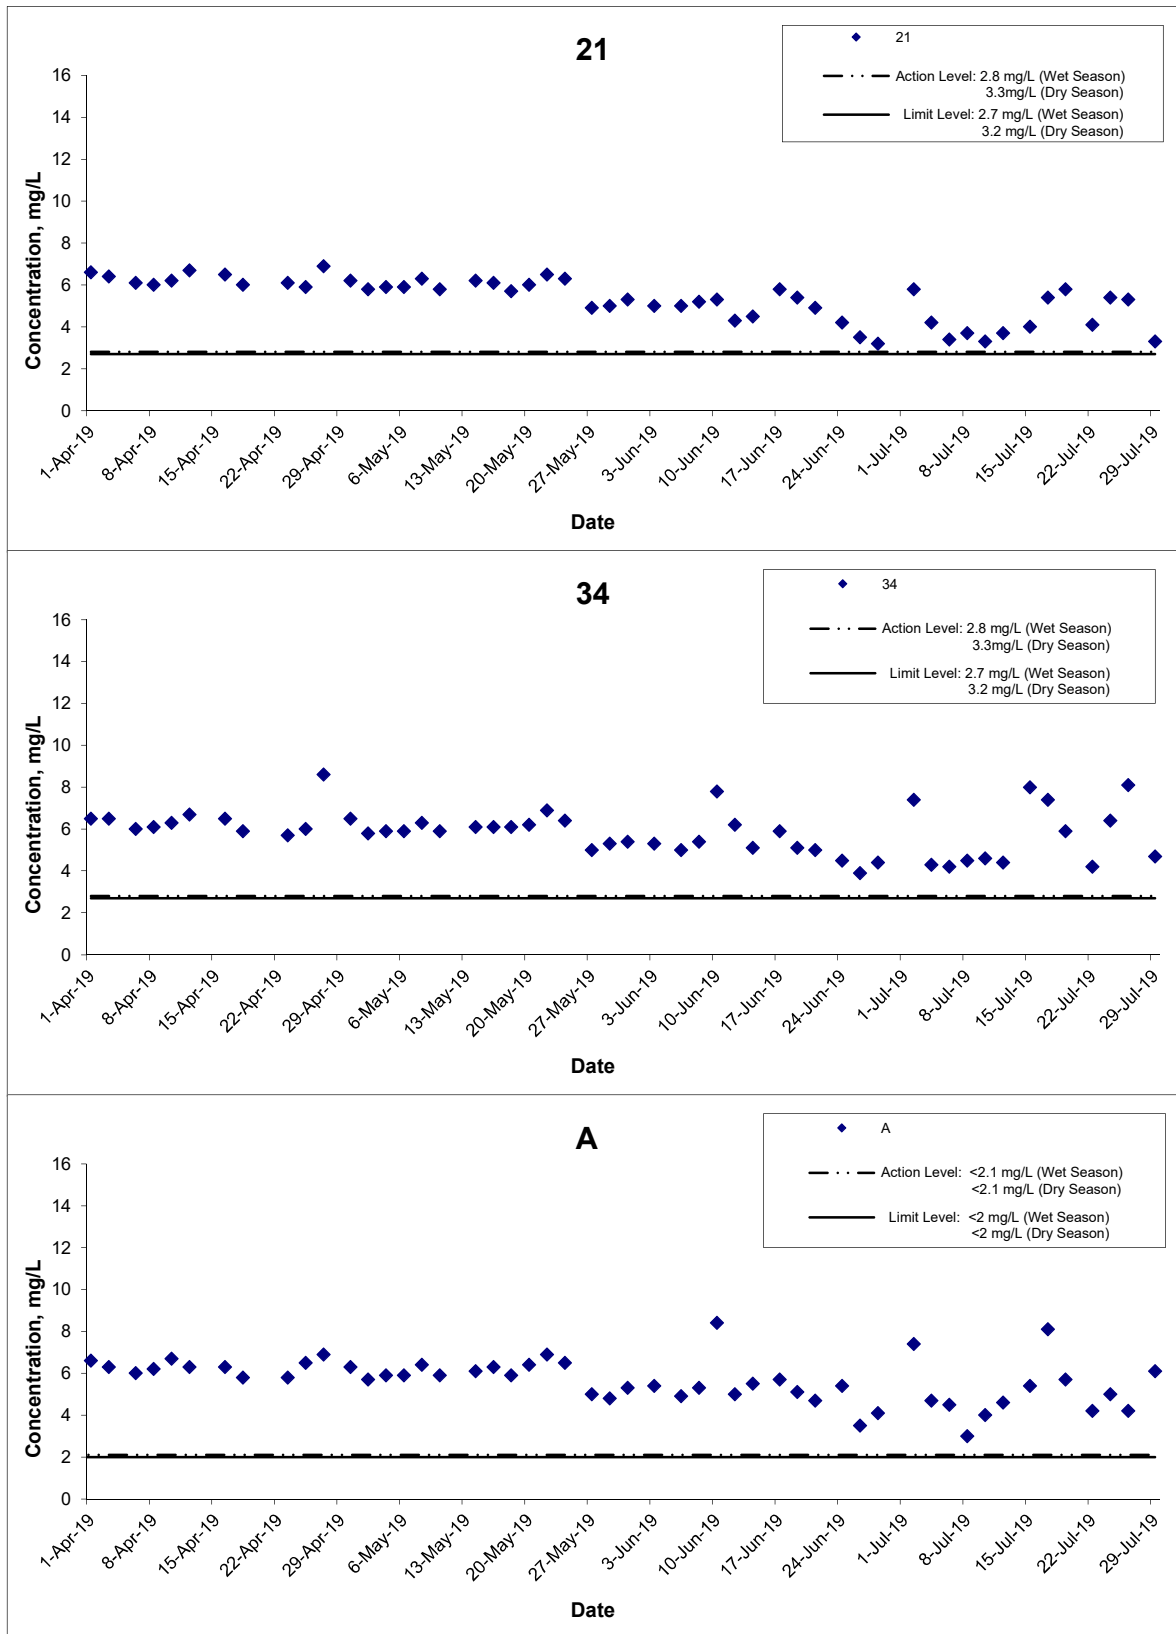 21
21
Action Level: 2.8 mg/L (Wet Season)
3.3mg/L (Dry Season)
Limit Level: 2.7 mg/L (Wet Season)
3.2 mg/L (Dry Season)
Concentration, mg/L
16
14
12
10
8
6
4
2
0
1-Apr-19
8-Apr-19
15-Apr-19
22-Apr-19
29-Apr-19
6-May-19
13-May-19
20-May-19
27-May-19
3-Jun-19
10-Jun-19
17-Jun-19
24-Jun-19
1-Jul-19
8-Jul-19
15-Jul-19
22-Jul-19
29-Jul-19
Date
34
34
Action Level: 2.8 mg/L (Wet Season)
3.3mg/L (Dry Season)
Limit Level: 2.7 mg/L (Wet Season)
3.2 mg/L (Dry Season)
Concentration, mg/L
16
14
12
10
8
6
4
2
0
1-Apr-19
8-Apr-19
15-Apr-19
22-Apr-19
29-Apr-19
6-May-19
13-May-19
20-May-19
27-May-19
3-Jun-19
10-Jun-19
17-Jun-19
24-Jun-19
1-Jul-19
8-Jul-19
15-Jul-19
22-Jul-19
29-Jul-19
Date
A
A
Action Level: <2.1 mg/L (Wet Season)
<2.1 mg/L (Dry Season)
Limit Level: <2 mg/L (Wet Season)
<2 mg/L (Dry Season)
Concentration, mg/L
16
14
12
10
8
6
4
2
0
1-Apr-19
8-Apr-19
15-Apr-19
22-Apr-19
29-Apr-19
6-May-19
13-May-19
20-May-19
27-May-19
3-Jun-19
10-Jun-19
17-Jun-19
24-Jun-19
1-Jul-19
8-Jul-19
15-Jul-19
22-Jul-19
29-Jul-19
Date